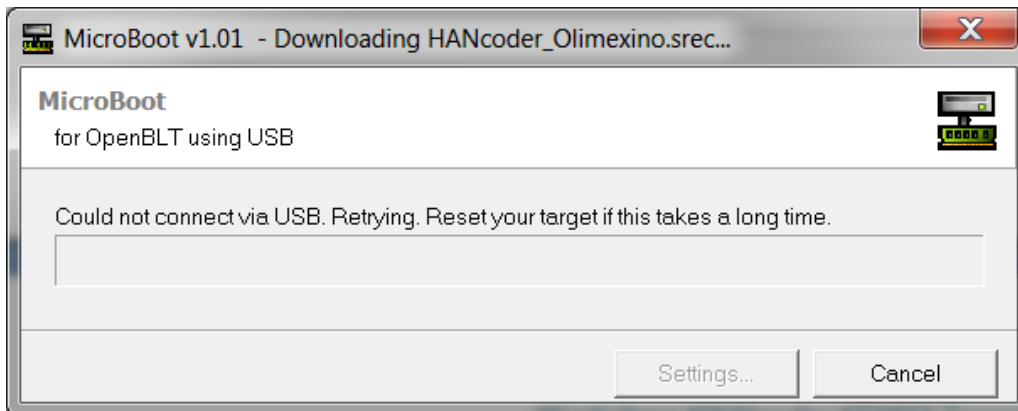 MicroBoot v1.01 - Downloading HANcoder_Olimexino.srec...
MicroBoot
for OpenBLT using USB
Could not connect via USB. Retrying. Reset your target if this takes a long time.
Settings...
Cancel